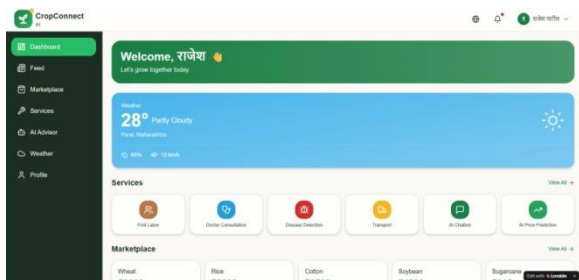 CropConnect
AI
राजेश पाटील
Dashboard
Feed
Marketplace
Services
AI Advisor
Weather
Profile
Welcome, राजेश 👋
Let's grow together today
Weather
28° Partly Cloudy
Pune, Maharashtra
12 km/h
Services
View All →
Find Labor
Doctor Consultation
Disease Detection
Transport
AI Chatbot
AI Price Prediction
Marketplace
View All →
Wheat
Rice
Cotton
Soybean
Sugarcane
Edit with Lovable